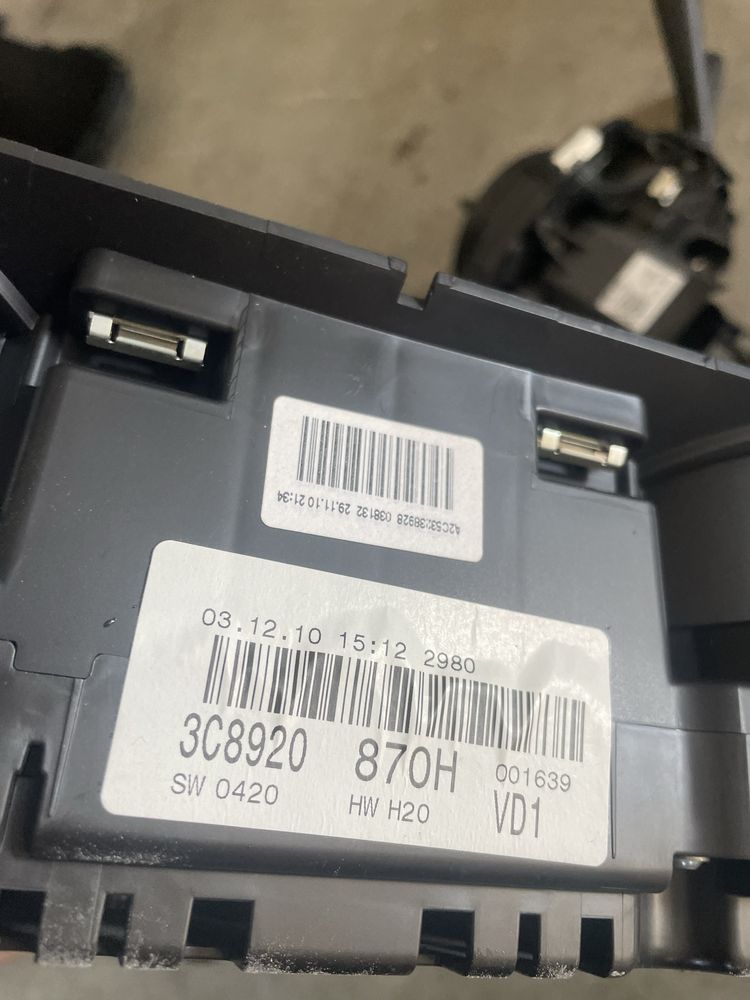 A2C53238928 038132 29.11.10 21:34
03.12.10 15:12 2980
3C8920 870H 001639
SW 0420 HW H20 VD1